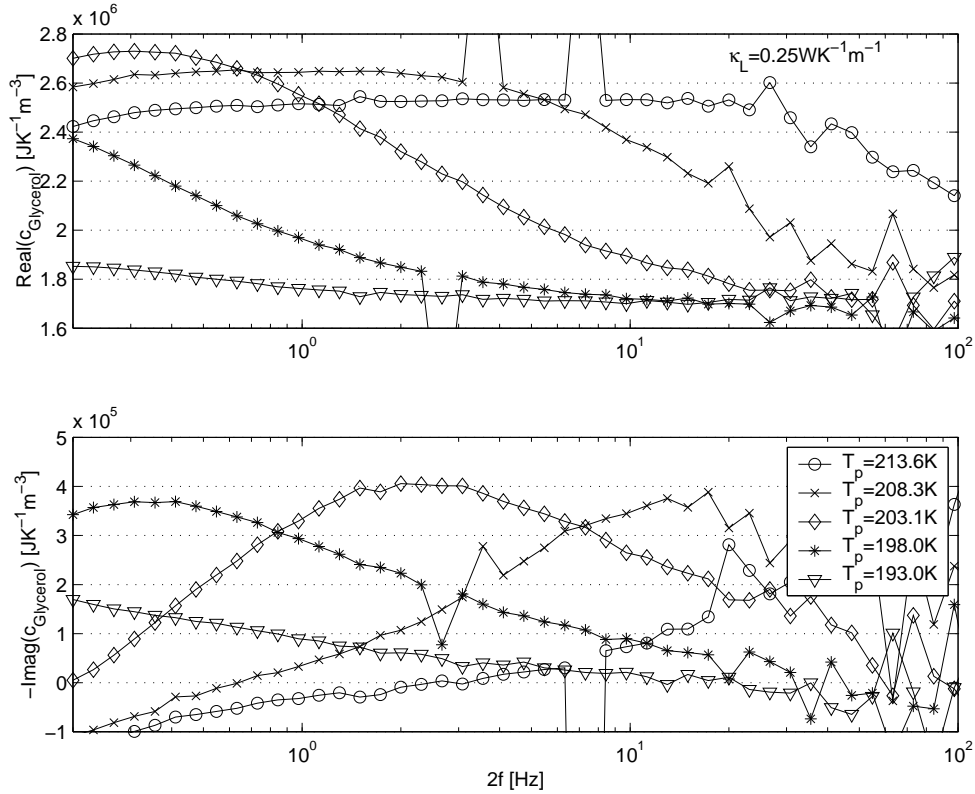 x 10^6
2.8
2.6
2.4
2.2
2
1.8
1.6
Real(c_Glycerol) [JK^−1m^−3]
κ_L=0.25WK^−1m^−1
10^0
10^1
10^2
x 10^5
5
4
3
2
1
0
−1
−Imag(c_Glycerol) [JK^−1m^−3]
T_p=213.6K
T_p=208.3K
T_p=203.1K
T_p=198.0K
T_p=193.0K
10^0
10^1
10^2
2f [Hz]